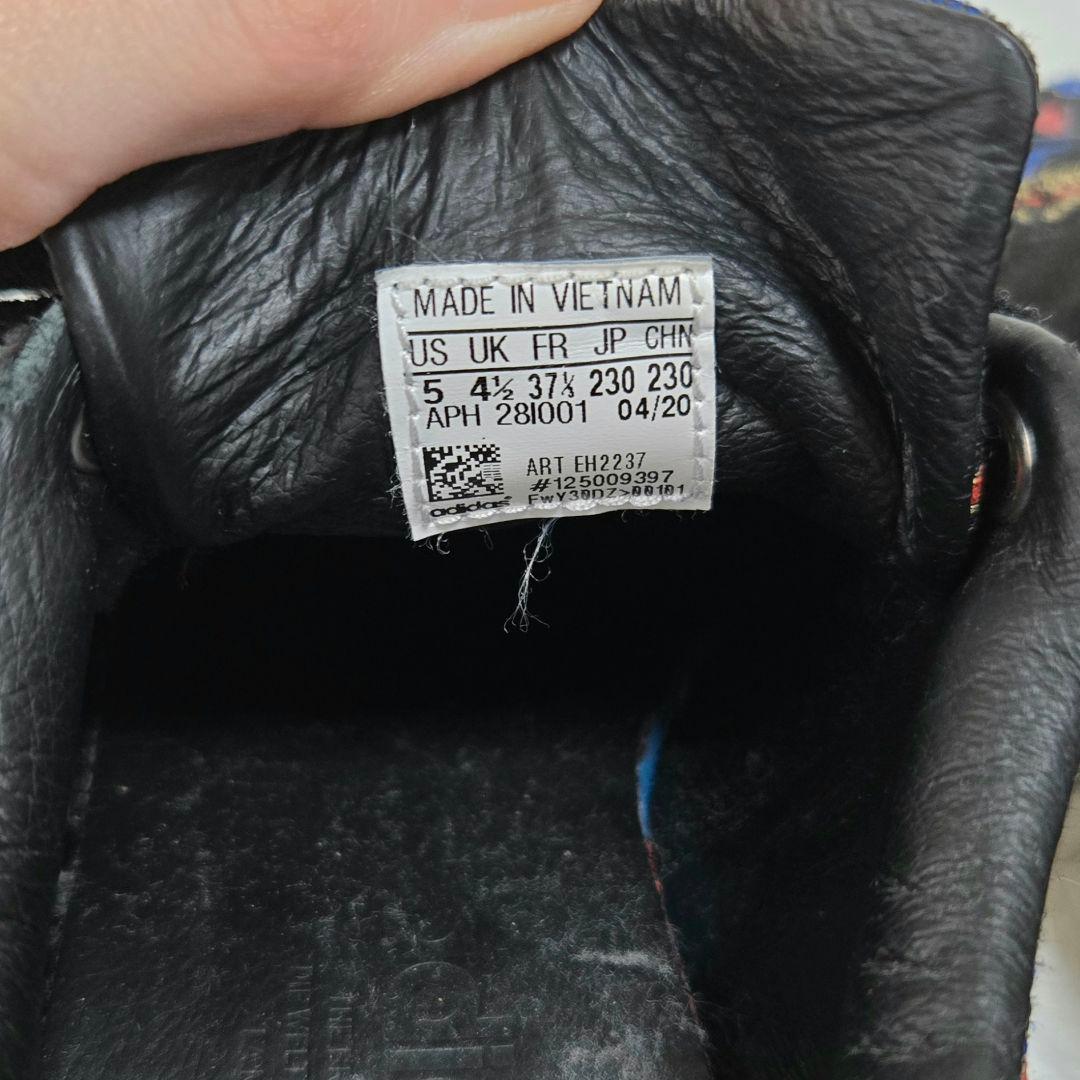 MADE IN VIETNAM
US UK FR JP CHN
5 4½ 37⅓ 230 230
APH 28I001 04/20
ART EH2237
#125009397
adidas®